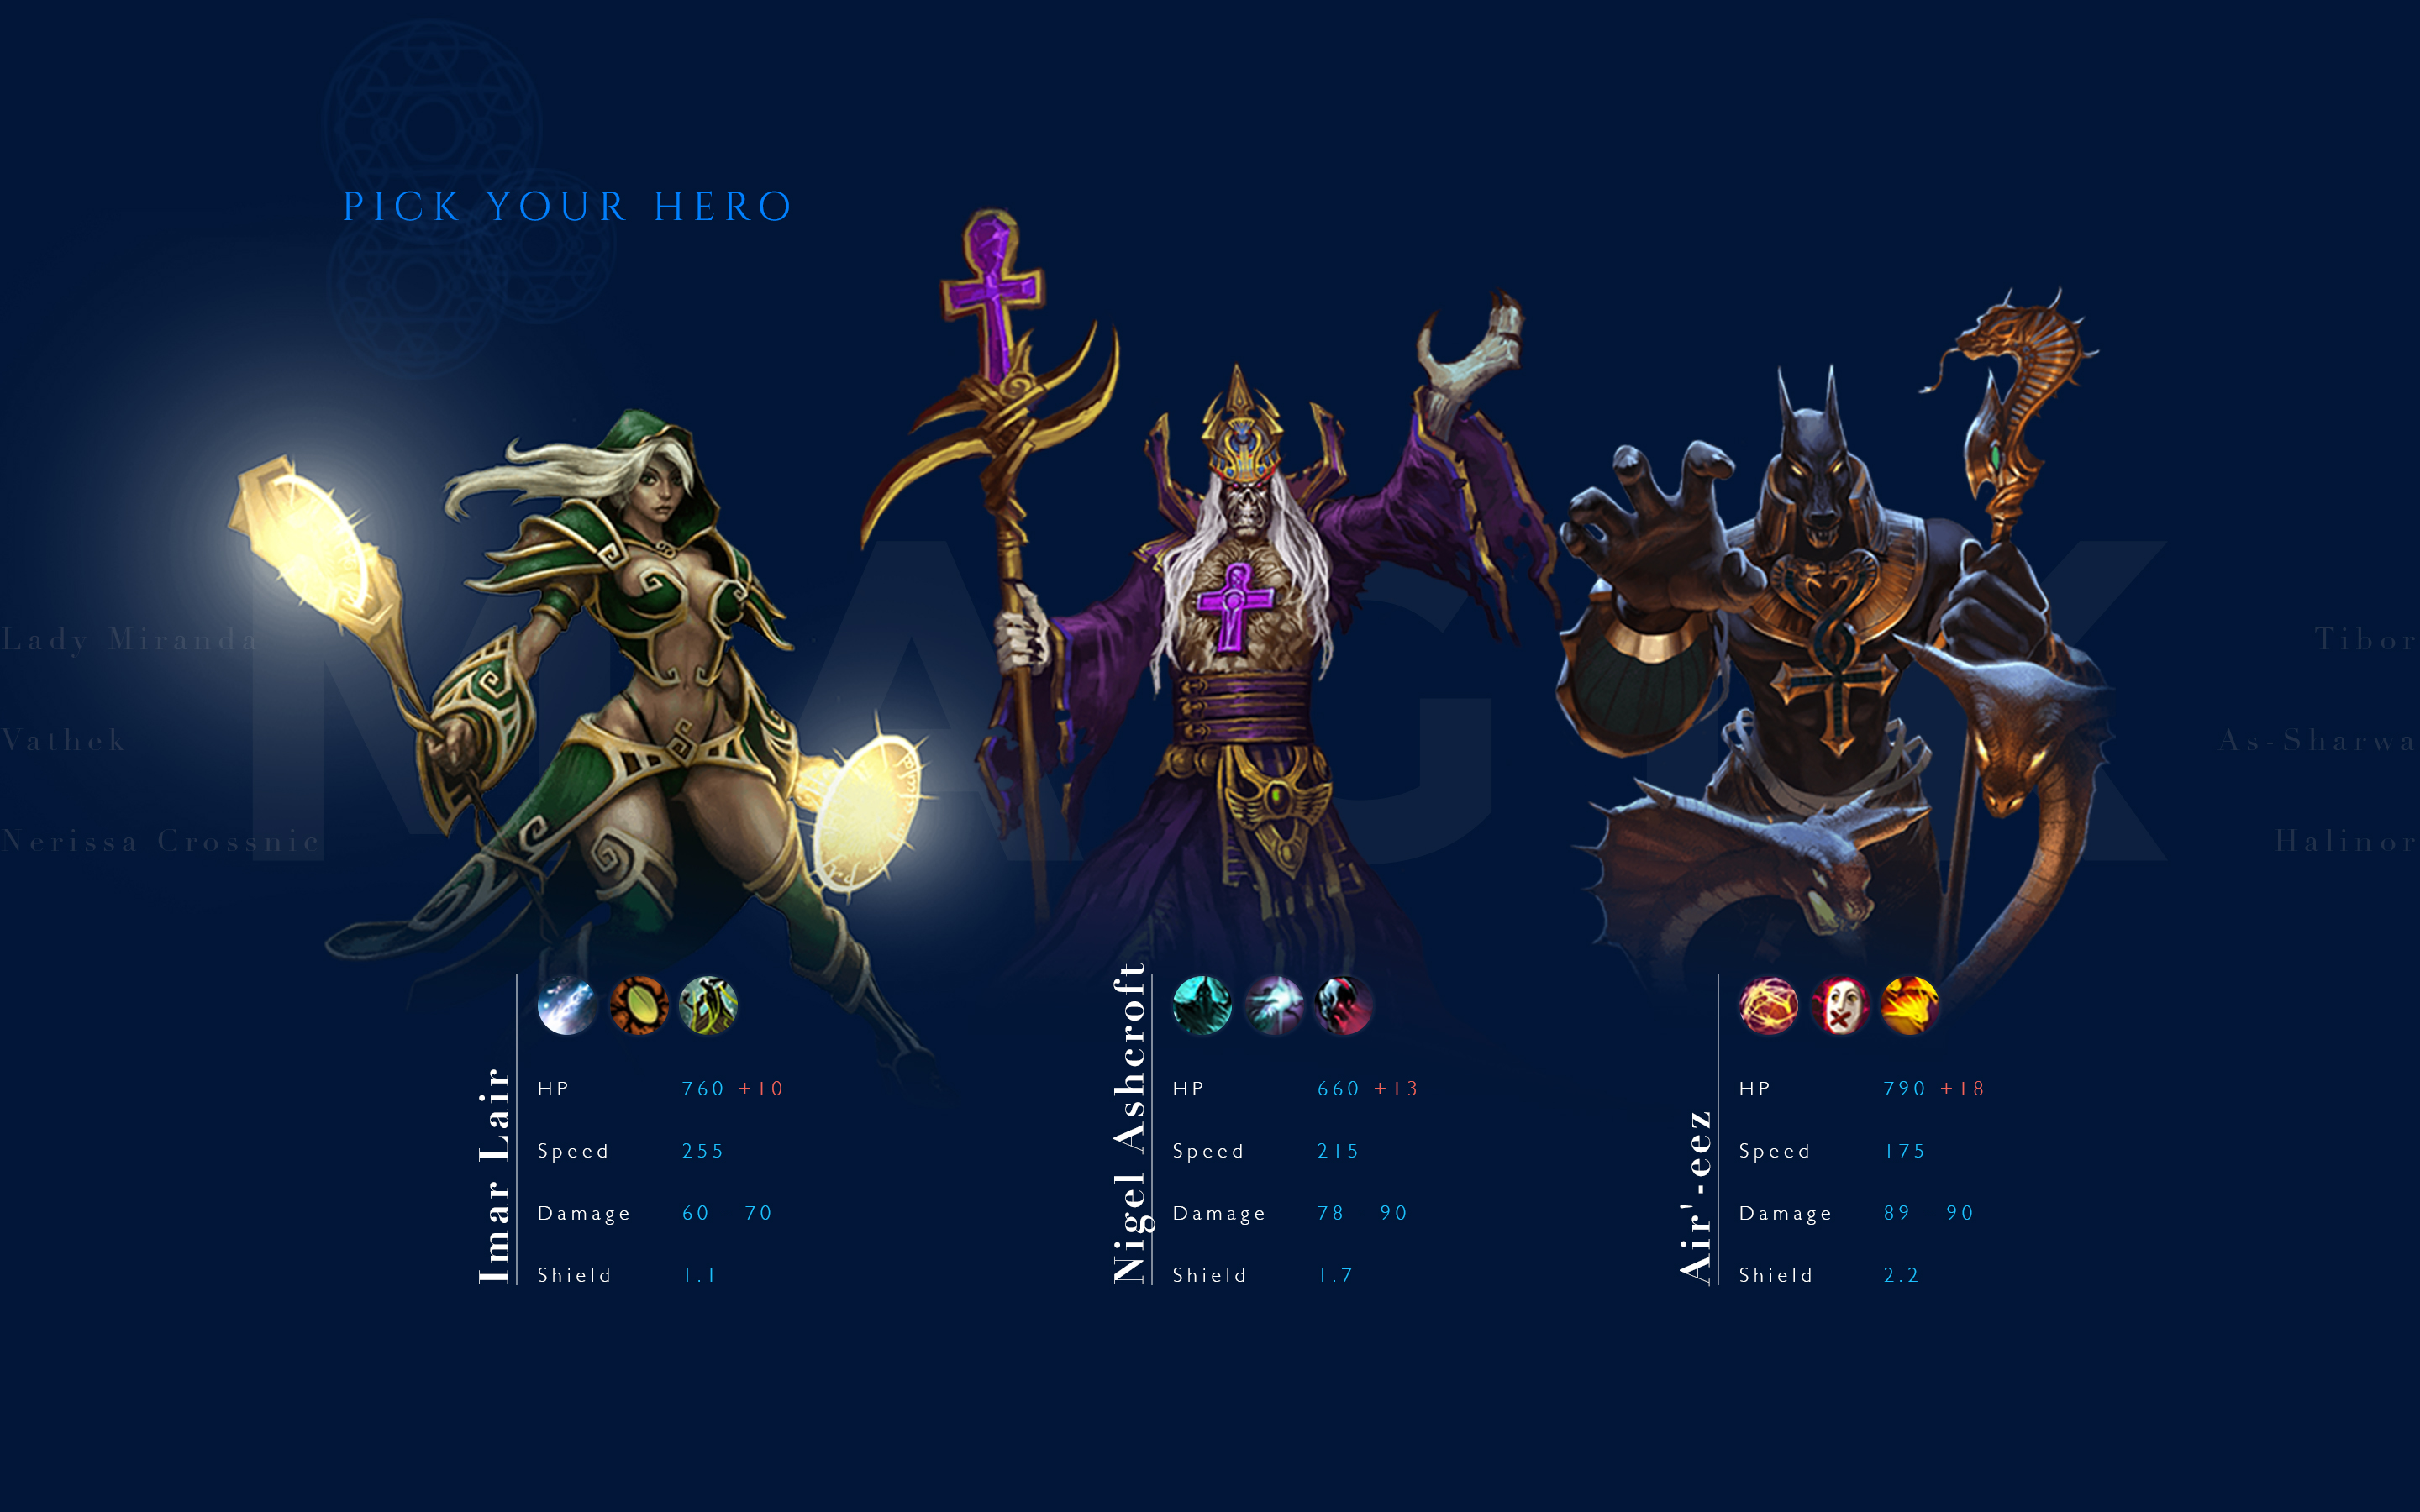 PICK YOUR HERO
Lady Miranda
Vathek
Nerissa Crossnic
Tibor
As-Sharwa
Halinor
Imar Lair
HP 760 +10
Speed 255
Damage 60 - 70
Shield 1.1
Nigel Ashcroft
HP 660 +13
Speed 215
Damage 78 - 90
Shield 1.7
Air'-eez
HP 790 +18
Speed 175
Damage 89 - 90
Shield 2.2